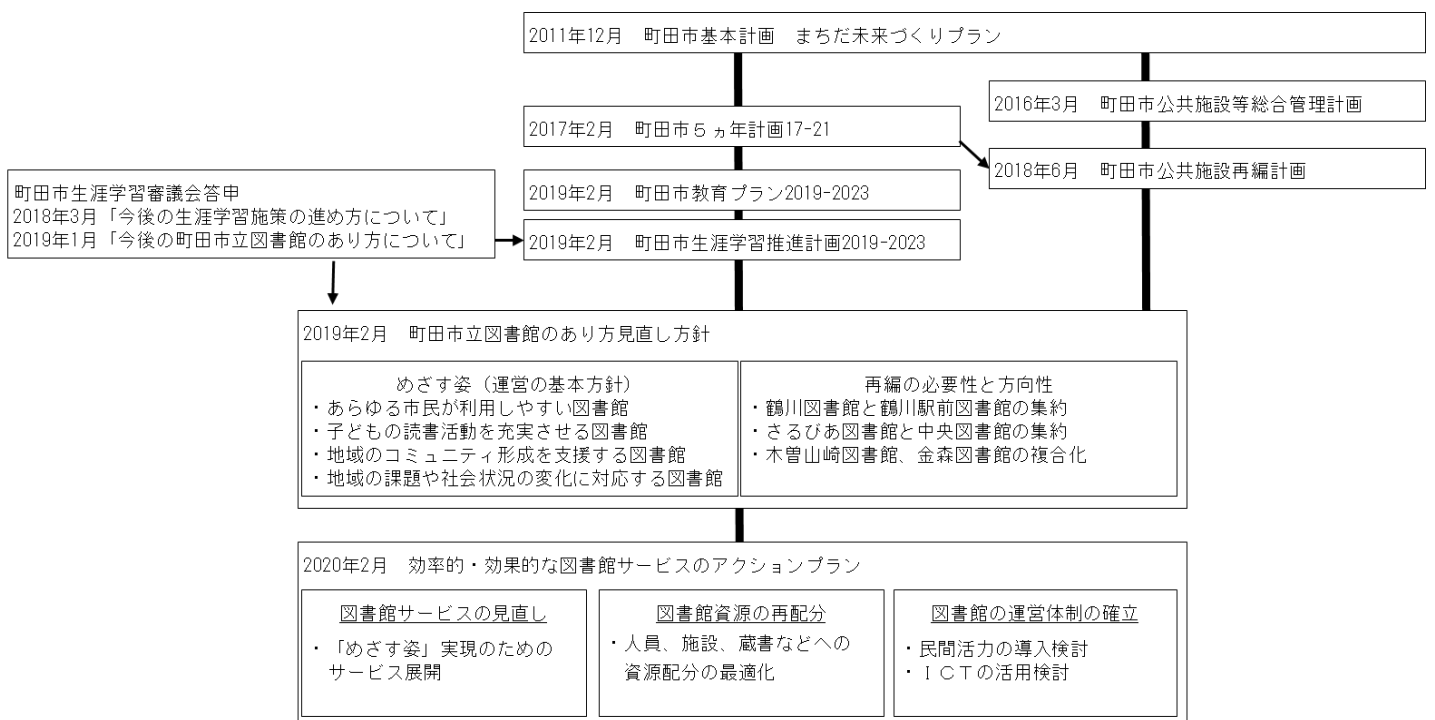 2011年12月　町田市基本計画　まちだ未来づくりプラン
2016年3月　町田市公共施設等総合管理計画
2017年2月　町田市５ヵ年計画17-21
2018年6月　町田市公共施設再編計画
町田市生涯学習審議会答申
2018年3月「今後の生涯学習施策の進め方について」
2019年1月「今後の町田市立図書館のあり方について」
2019年2月　町田市教育プラン2019-2023
2019年2月　町田市生涯学習推進計画2019-2023
2019年2月　町田市立図書館のあり方見直し方針
めざす姿（運営の基本方針）
・あらゆる市民が利用しやすい図書館
・子どもの読書活動を充実させる図書館
・地域のコミュニティ形成を支援する図書館
・地域の課題や社会状況の変化に対応する図書館
再編の必要性と方向性
・鶴川図書館と鶴川駅前図書館の集約
・さるびあ図書館と中央図書館の集約
・木曽山崎図書館、金森図書館の複合化
2020年2月　効率的・効果的な図書館サービスのアクションプラン
図書館サービスの見直し
・「めざす姿」実現のための
サービス展開
図書館資源の再配分
・人員、施設、蔵書などへの
資源配分の最適化
図書館の運営体制の確立
・民間活力の導入検討
・ＩＣＴの活用検討